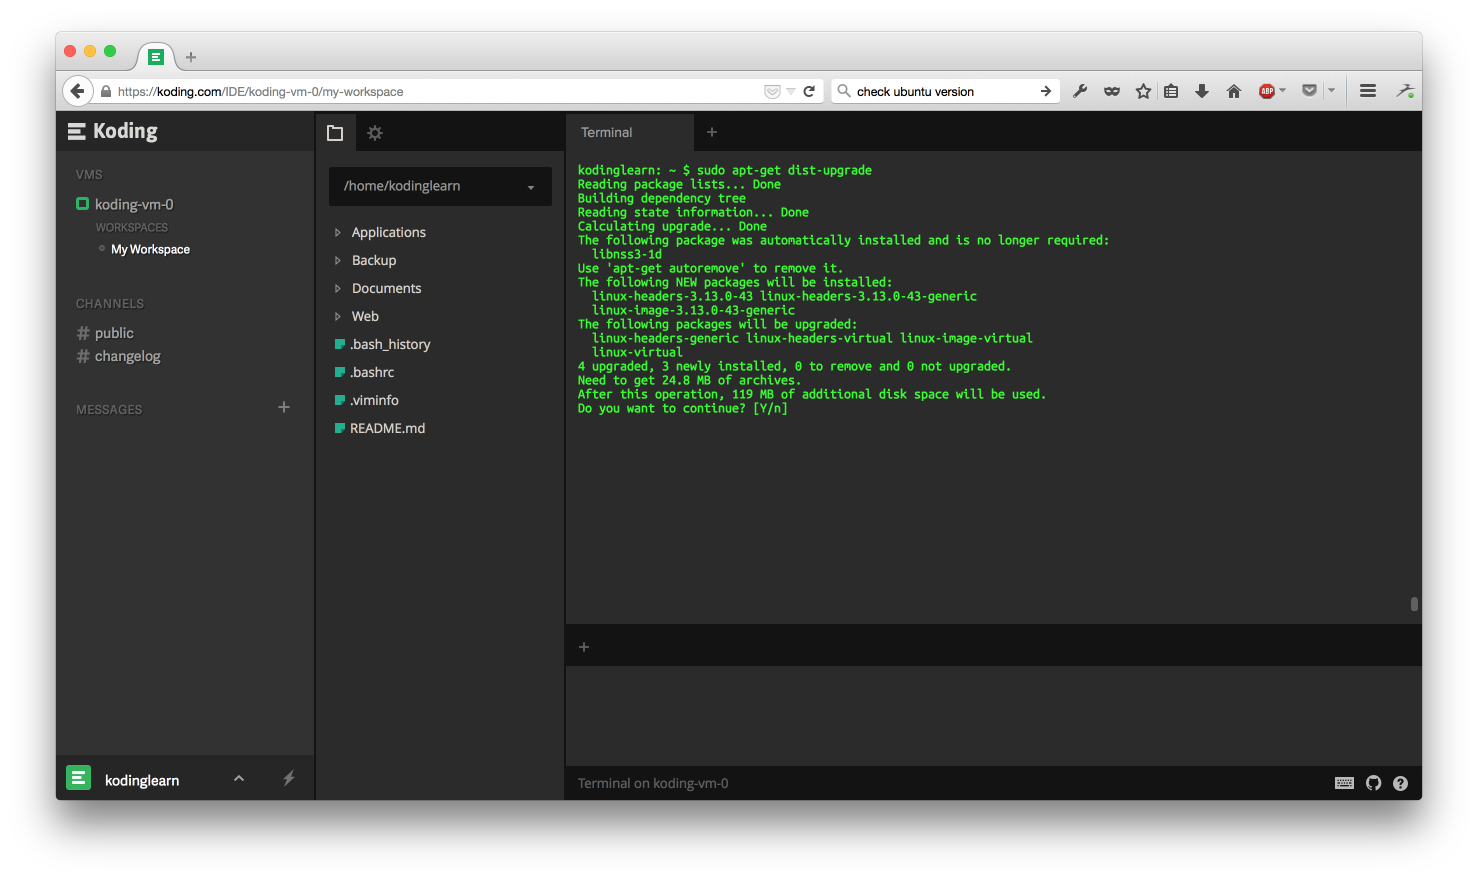 https://koding.com/IDE/koding-vm-0/my-workspace
check ubuntu version
ABP
Koding
VMS
koding-vm-0
WORKSPACES
My Workspace
CHANNELS
# public
# changelog
MESSAGES
+
kodinglearn
/home/kodinglearn
Applications
Backup
Documents
Web
.bash_history
.bashrc
.viminfo
README.md
Terminal
+
kodinglearn: ~ $ sudo apt-get dist-upgrade
Reading package lists... Done
Building dependency tree
Reading state information... Done
Calculating upgrade... Done
The following package was automatically installed and is no longer required:
  libnss3-1d
Use 'apt-get autoremove' to remove it.
The following NEW packages will be installed:
  linux-headers-3.13.0-43 linux-headers-3.13.0-43-generic
  linux-image-3.13.0-43-generic
The following packages will be upgraded:
  linux-headers-generic linux-headers-virtual linux-image-virtual
  linux-virtual
4 upgraded, 3 newly installed, 0 to remove and 0 not upgraded.
Need to get 24.8 MB of archives.
After this operation, 119 MB of additional disk space will be used.
Do you want to continue? [Y/n]
+
Terminal on koding-vm-0
?